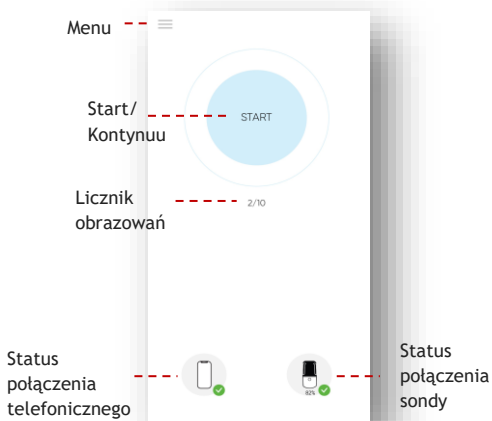 Menu
Start/
Kontynuu
START
Licznik
obrazowań
2/10
Status
połączenia
telefonicznego
82%
Status
połączenia
sondy